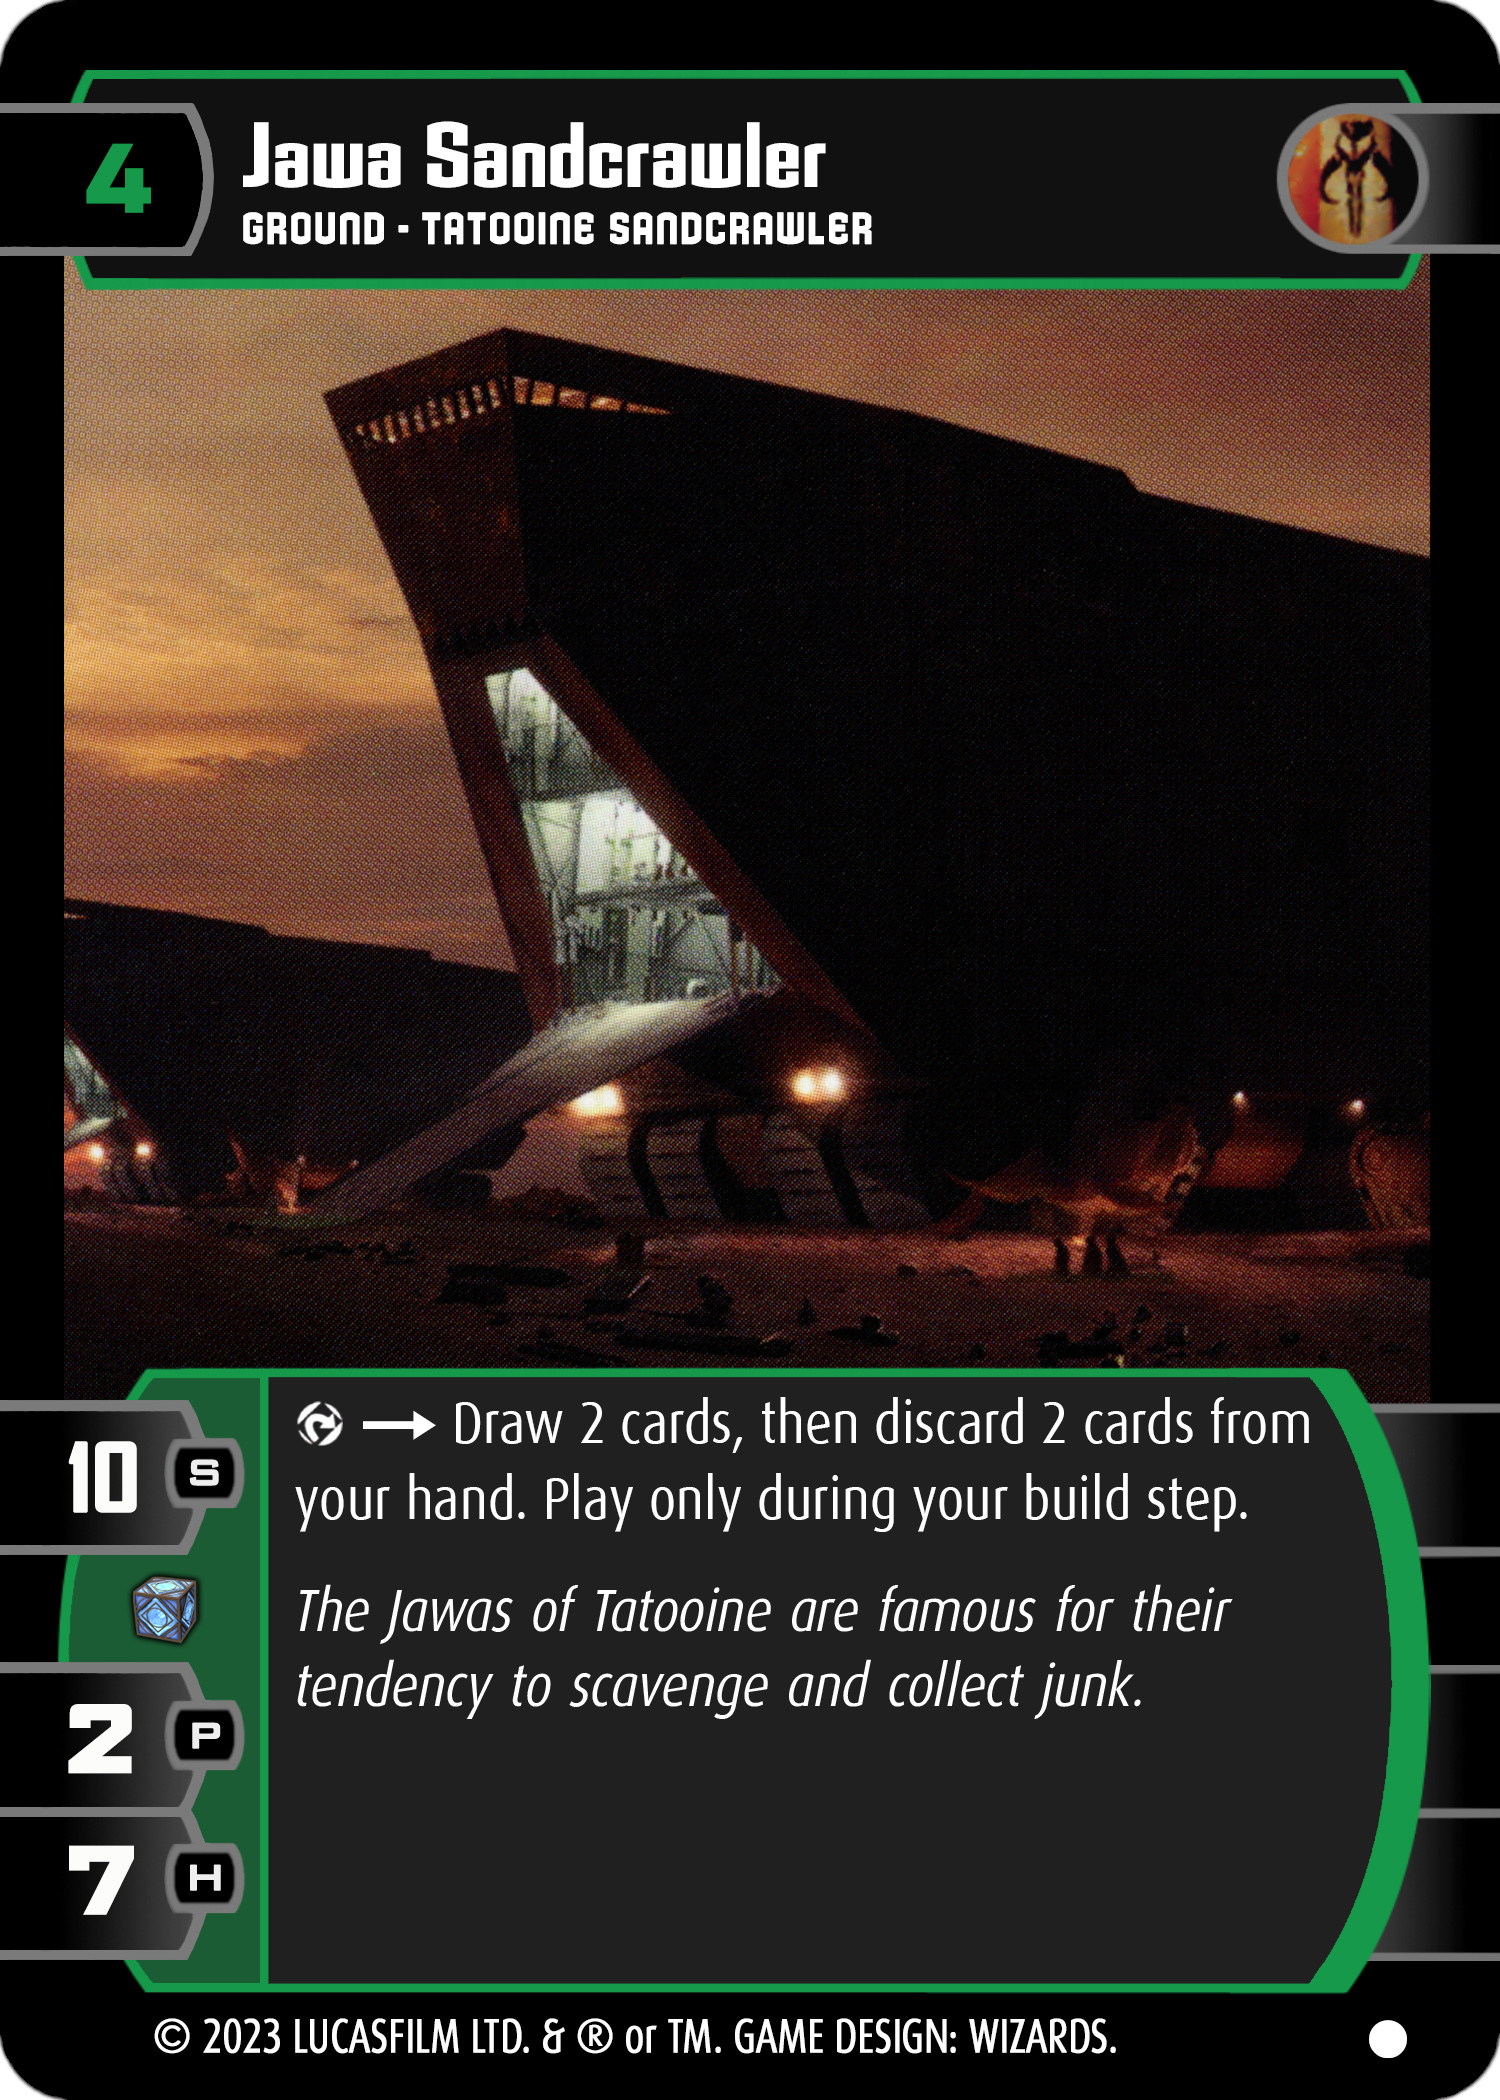 4
Jawa Sandcrawler
GROUND - TATOOINE SANDCRAWLER
10 S
Draw 2 cards, then discard 2 cards from
your hand. Play only during your build step.
The Jawas of Tatooine are famous for their
tendency to scavenge and collect junk.
2 P
7 H
© 2023 LUCASFILM LTD. & ® or TM. GAME DESIGN: WIZARDS.